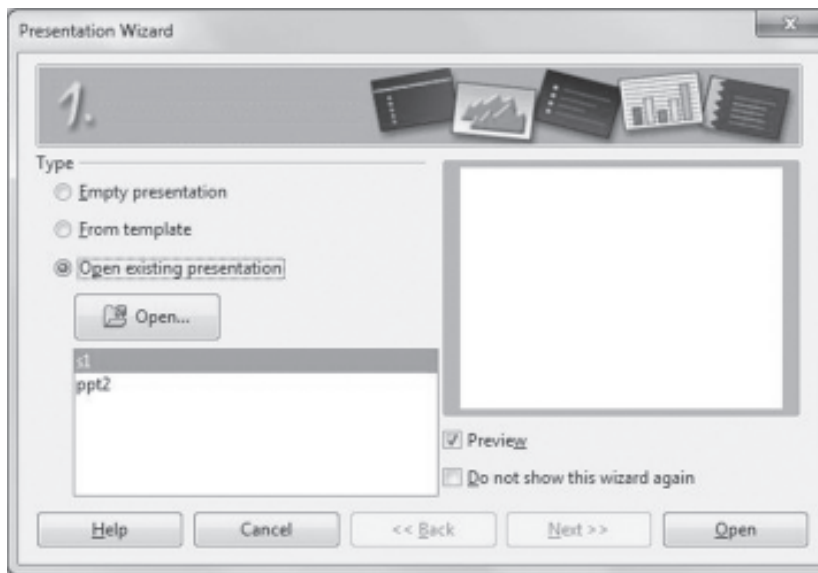 Presentation Wizard
1.
Type
Empty presentation
From template
Open existing presentation
Open...
s1
ppt2
Preview
Do not show this wizard again
Help
Cancel
<< Back
Next >>
Open